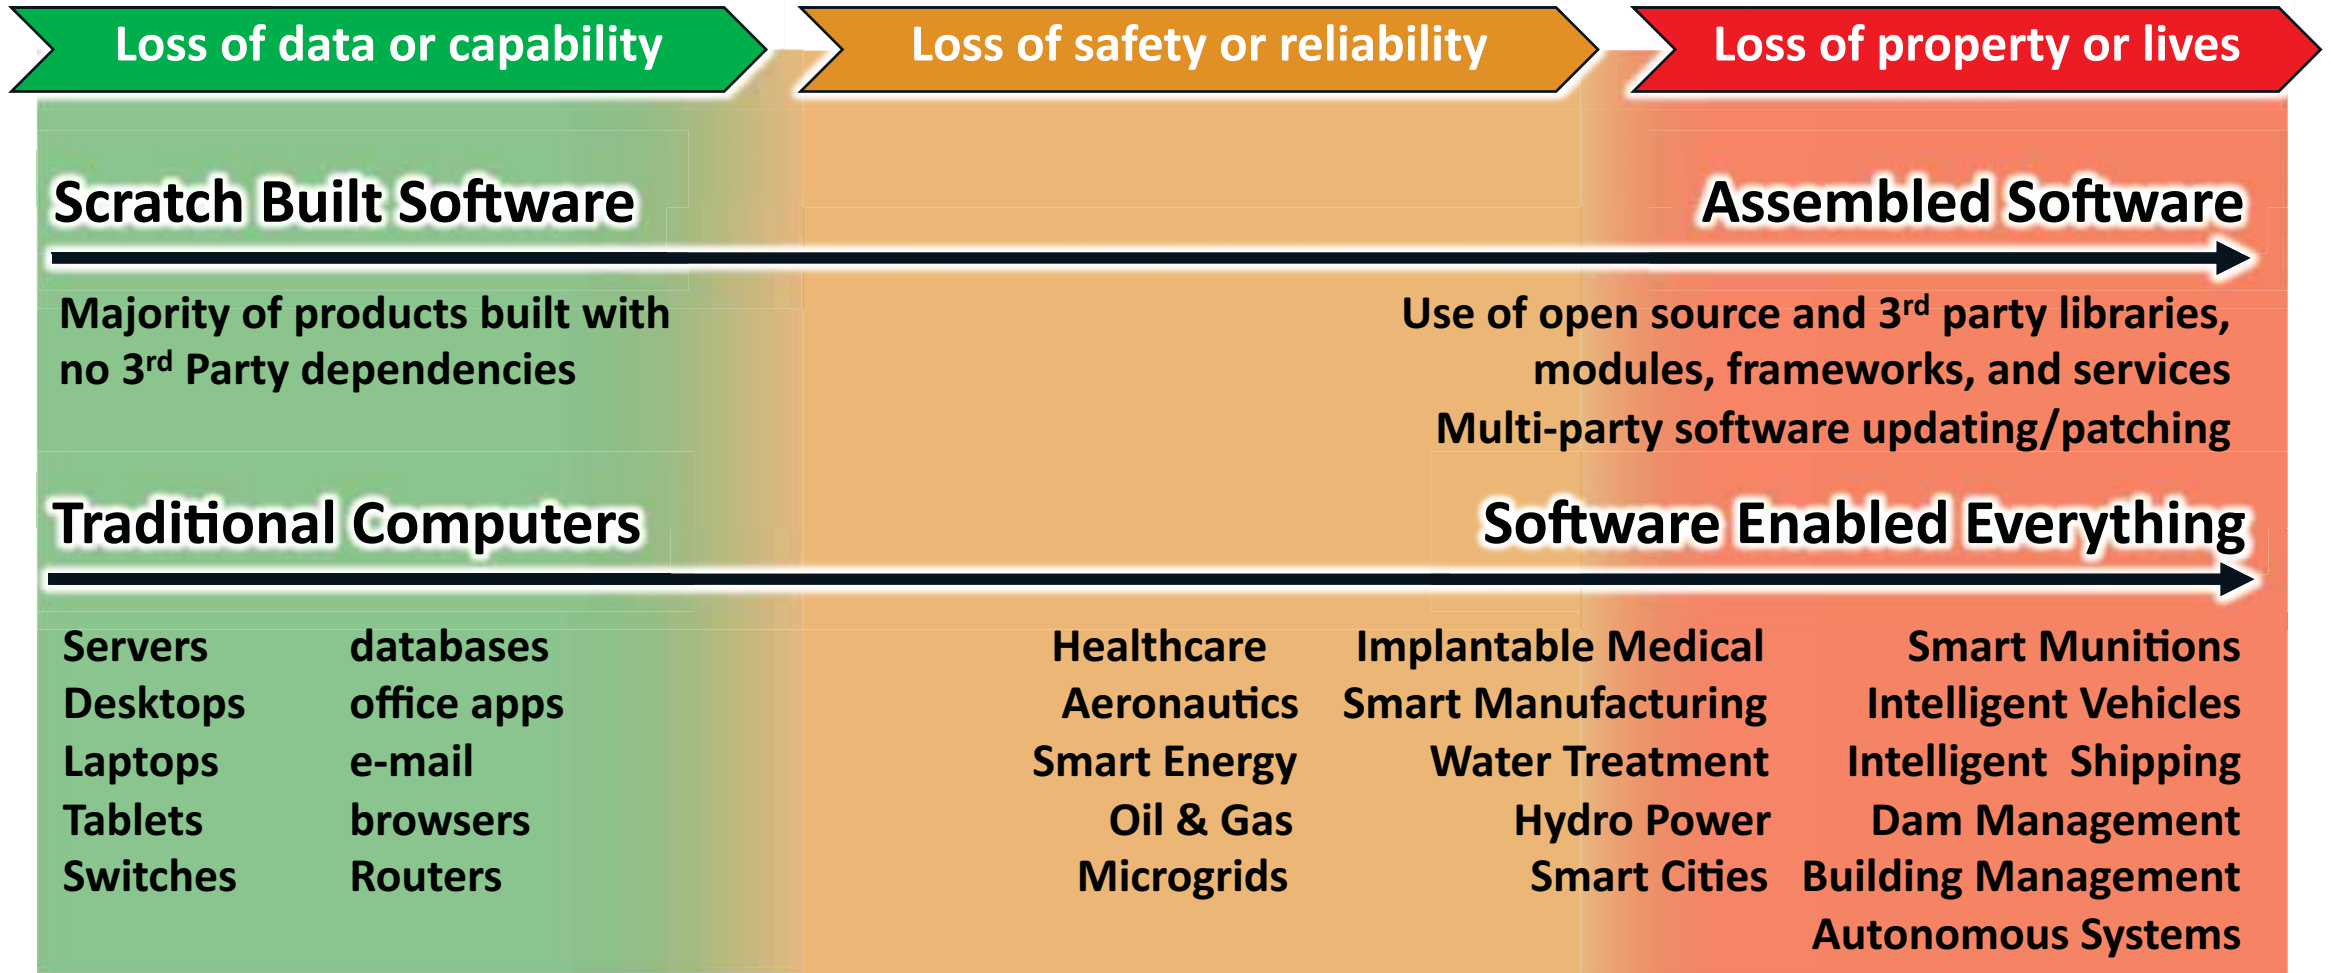 Loss of data or capability
Loss of safety or reliability
Loss of property or lives
Scratch Built Software
Assembled Software
Majority of products built with
no 3rd Party dependencies
Use of open source and 3rd party libraries,
modules, frameworks, and services
Multi-party software updating/patching
Traditional Computers
Software Enabled Everything
Servers
Desktops
Laptops
Tablets
Switches
databases
office apps
e-mail
browsers
Routers
Healthcare
Aeronautics
Smart Energy
Oil & Gas
Microgrids
Implantable Medical
Smart Manufacturing
Water Treatment
Hydro Power
Smart Cities
Smart Munitions
Intelligent Vehicles
Intelligent  Shipping
Dam Management
Building Management
Autonomous Systems